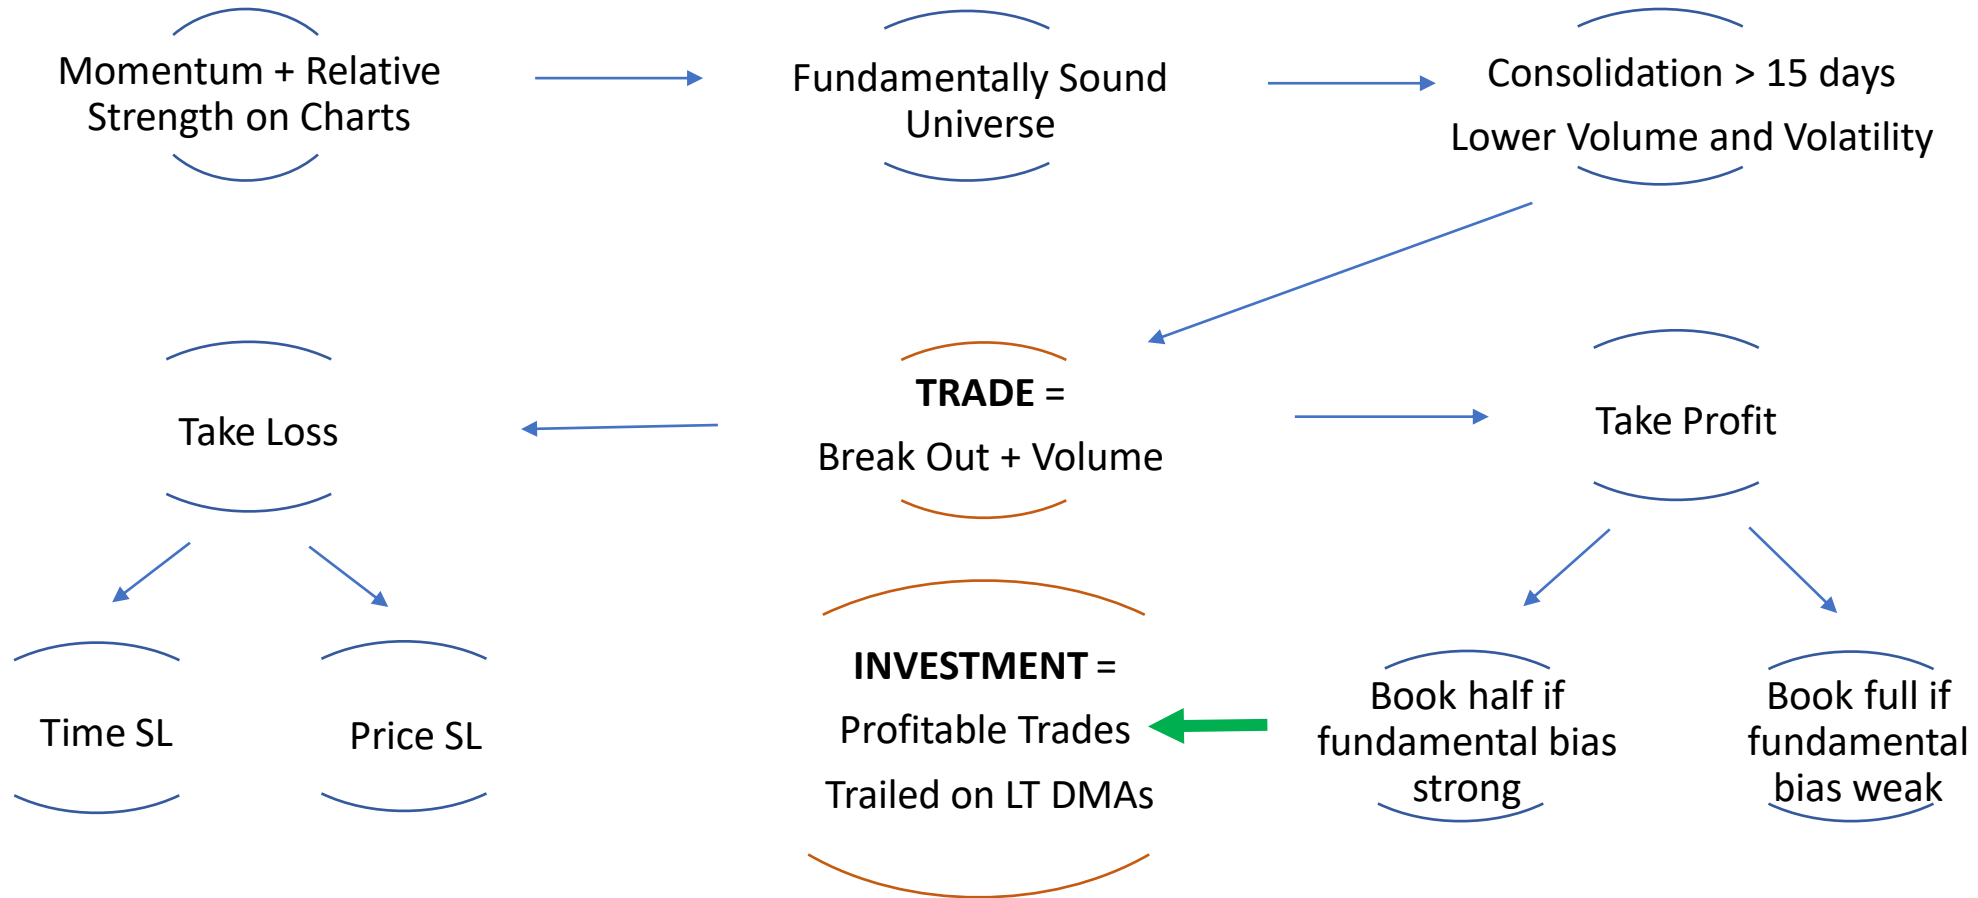 Momentum + Relative
Strength on Charts
Fundamentally Sound
Universe
Consolidation > 15 days
Lower Volume and Volatility
Take Loss
TRADE =
Break Out + Volume
Take Profit
Time SL
Price SL
INVESTMENT =
Profitable Trades
Trailed on LT DMAs
Book half if
fundamental bias
strong
Book full if
fundamental
bias weak